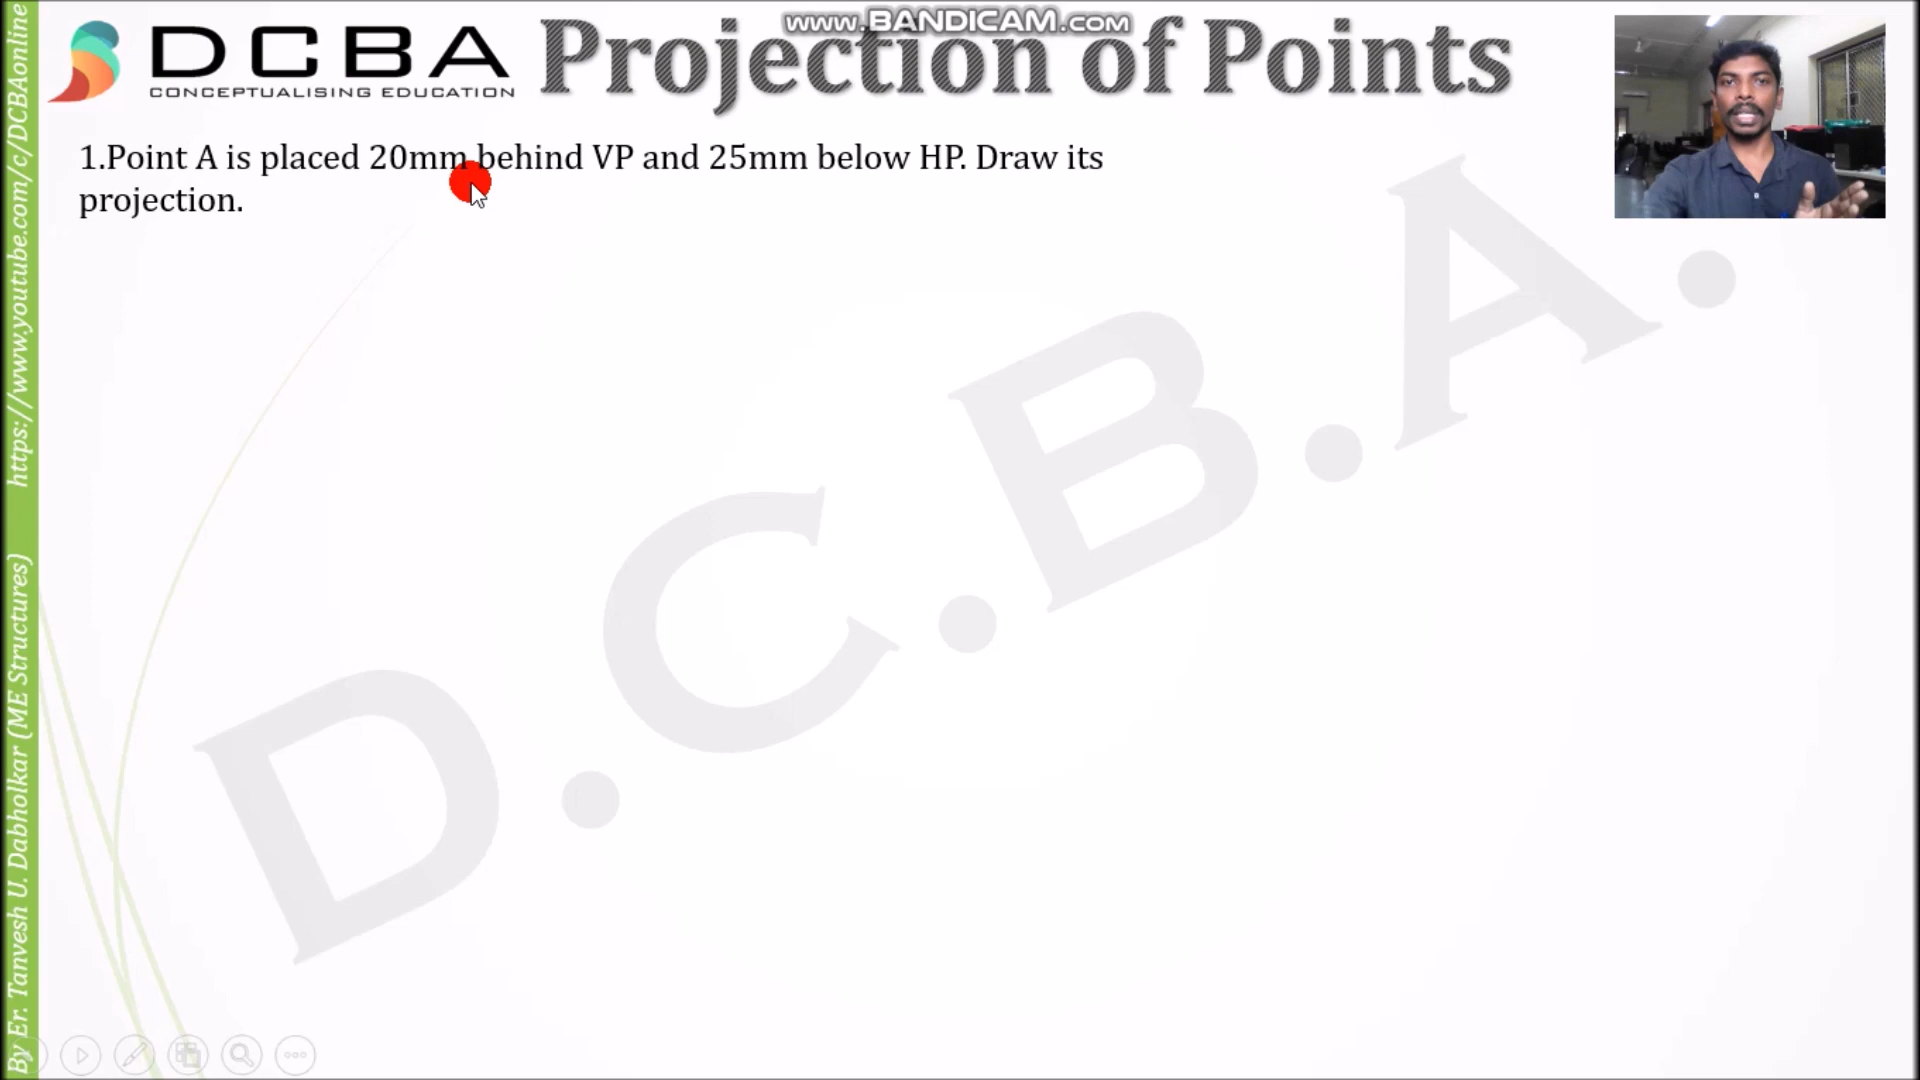 www.BANDICAM.com
DCBA
CONCEPTUALISING EDUCATION
Projection of Points
1.Point A is placed 20mm behind VP and 25mm below HP. Draw its
projection.
D.C.B.A.
By Er. Tanvesh U. Dabholkar (ME Structures) https://www.youtube.com/c/DCBAonline